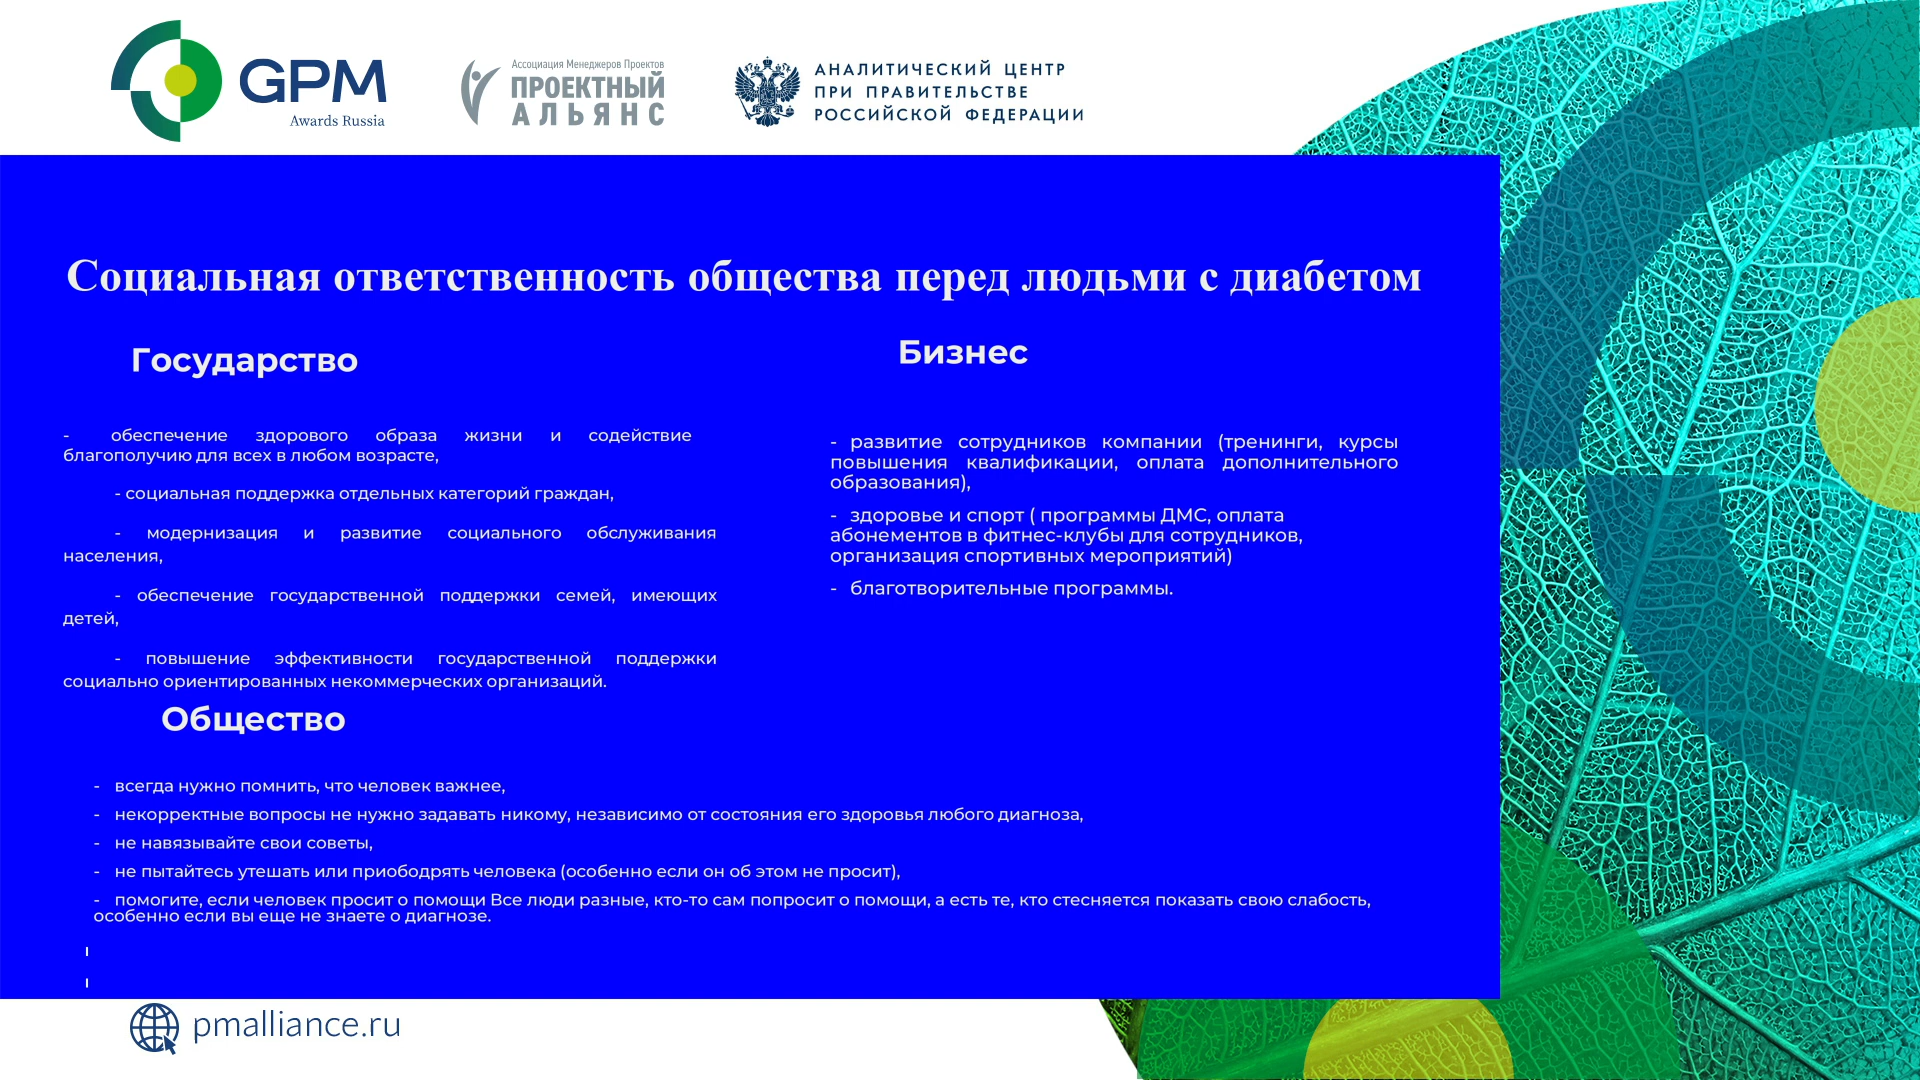 GPM
Awards Russia
Ассоциация Менеджеров Проектов
ПРОЕКТНЫЙ
АЛЬЯНС
АНАЛИТИЧЕСКИЙ ЦЕНТР
ПРИ ПРАВИТЕЛЬСТВЕ
РОССИЙСКОЙ ФЕДЕРАЦИИ
Социальная ответственность общества перед людьми с диабетом
Государство
- обеспечение здорового образа жизни и содействие
благополучию для всех в любом возрасте,
- социальная поддержка отдельных категорий граждан,
- модернизация и развитие социального обслуживания
населения,
- обеспечение государственной поддержки семей, имеющих
детей,
- повышение эффективности государственной поддержки
социально ориентированных некоммерческих организаций.
Бизнес
- развитие сотрудников компании (тренинги, курсы
повышения квалификации, оплата дополнительного
образования),
- здоровье и спорт ( программы ДМС, оплата
абонементов в фитнес-клубы для сотрудников,
организация спортивных мероприятий)
- благотворительные программы.
Общество
- всегда нужно помнить, что человек важнее,
- некорректные вопросы не нужно задавать никому, независимо от состояния его здоровья любого диагноза,
- не навязывайте свои советы,
- не пытайтесь утешать или приободрять человека (особенно если он об этом не просит),
- помогите, если человек просит о помощи Все люди разные, кто-то сам попросит о помощи, а есть те, кто стесняется показать свою слабость,
особенно если вы еще не знаете о диагнозе.
pmalliance.ru